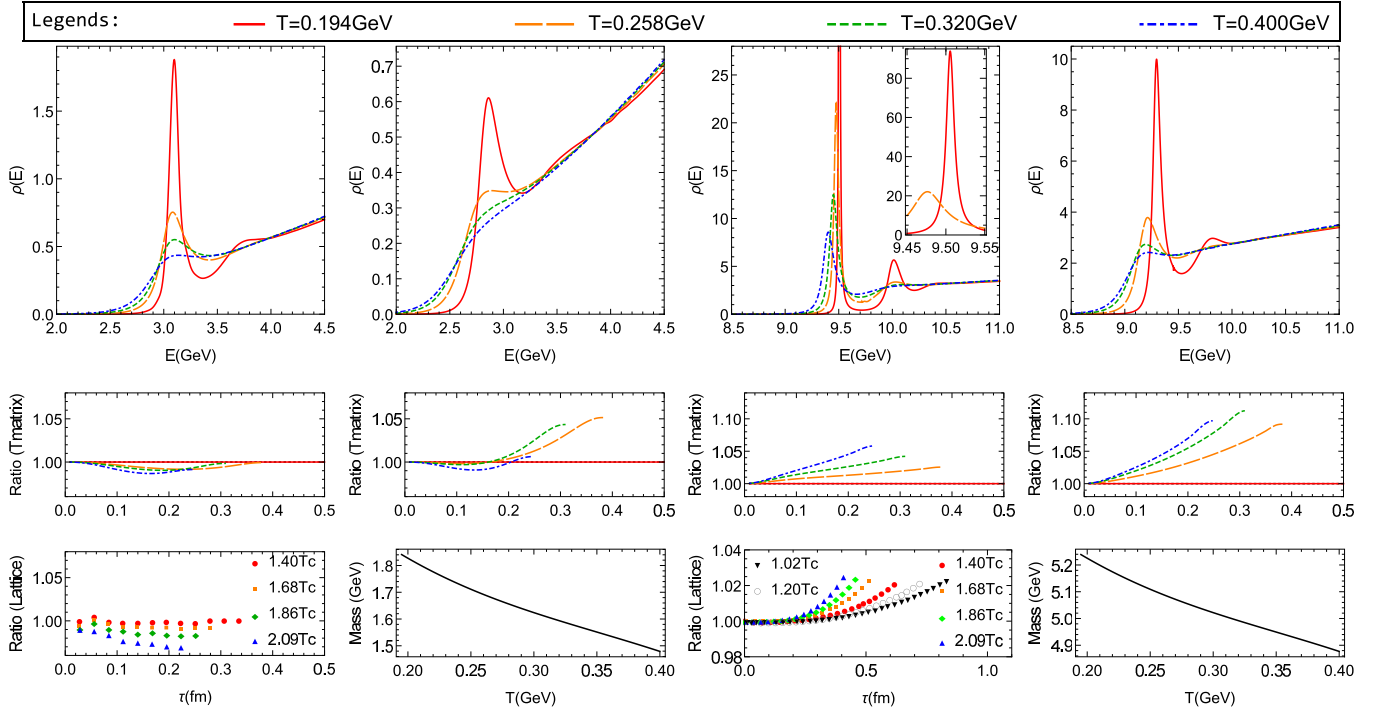 Legends: T=0.194GeV T=0.258GeV T=0.320GeV T=0.400GeV
ρ(E)
1.5
1.0
0.5
0.0
2.0 2.5 3.0 3.5 4.0 4.5
E(GeV)
ρ(E)
0.7
0.6
0.5
0.4
0.3
0.2
0.1
0.0
2.0 2.5 3.0 3.5 4.0 4.5
E(GeV)
ρ(E)
25
20
15
10
5
0
8.5 9.0 9.5 10.0 10.5 11.0
E(GeV)
80
60
40
20
0
9.45 9.50 9.55
ρ(E)
10
8
6
4
2
0
8.5 9.0 9.5 10.0 10.5 11.0
E(GeV)
Ratio (Tmatrix)
1.05
1.00
0.0 0.1 0.2 0.3 0.4 0.5
Ratio (Tmatrix)
1.05
1.00
0.0 0.1 0.2 0.3 0.4 0.5
Ratio (Tmatrix)
1.10
1.05
1.00
0.0 0.1 0.2 0.3 0.4 0.5
Ratio (Tmatrix)
1.10
1.05
1.00
0.0 0.1 0.2 0.3 0.4 0.5
Ratio (Lattice)
1.05
1.00
0.0 0.1 0.2 0.3 0.4 0.5
τ(fm)
1.40Tc
1.68Tc
1.86Tc
2.09Tc
Mass (GeV)
1.8
1.7
1.6
1.5
0.20 0.25 0.30 0.35 0.40
T(GeV)
Ratio (Lattice)
1.04
1.02
1.00
0.98
0.0 0.5 1.0
τ(fm)
1.02Tc
1.20Tc
1.40Tc
1.68Tc
1.86Tc
2.09Tc
Mass (GeV)
5.2
5.1
5.0
4.9
0.20 0.25 0.30 0.35 0.40
T(GeV)